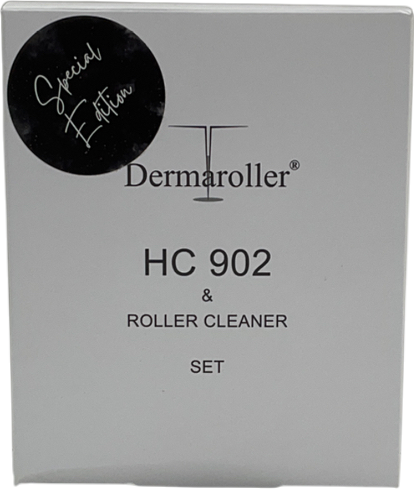 Special
Edition
Dermaroller®
HC 902
&
ROLLER CLEANER
SET